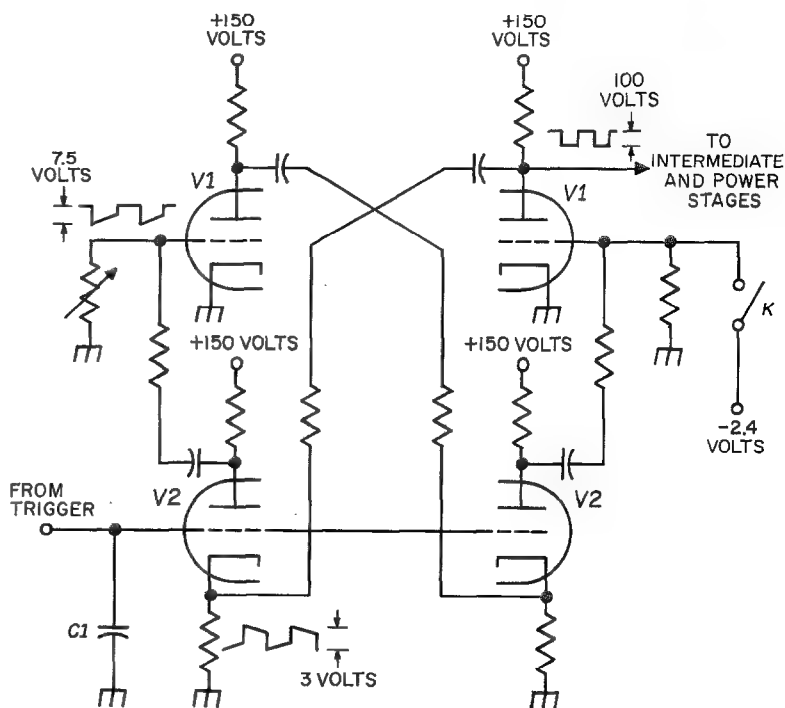 +150
VOLTS
+150
VOLTS
100
VOLTS
TO
INTERMEDIATE
AND POWER
STAGES
7.5
VOLTS
V1
V1
K
+150 VOLTS
+150 VOLTS
-2.4
VOLTS
FROM
TRIGGER
V2
V2
C1
3 VOLTS